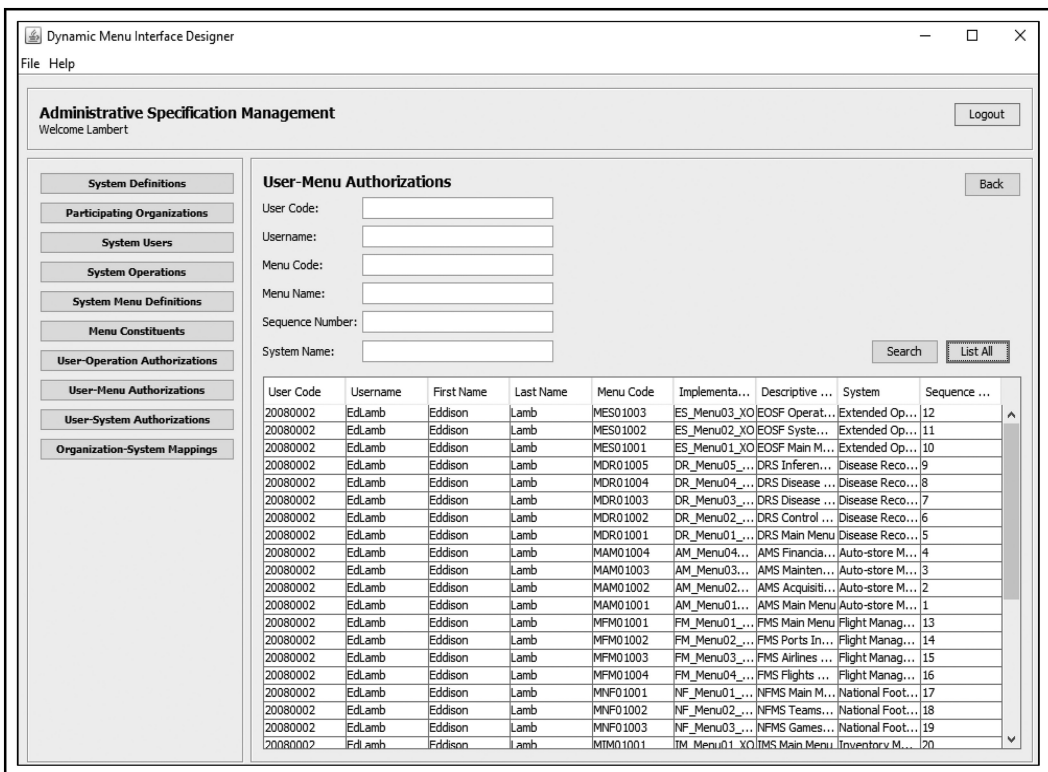 Dynamic Menu Interface Designer
File Help
Administrative Specification Management
Welcome Lambert
Logout
System Definitions
Participating Organizations
System Users
System Operations
System Menu Definitions
Menu Constituents
User-Operation Authorizations
User-Menu Authorizations
User-System Authorizations
Organization-System Mappings
User-Menu Authorizations
Back
User Code:
Username:
Menu Code:
Menu Name:
Sequence Number:
System Name:
Search List All
User Code Username First Name Last Name Menu Code Implementa... Descriptive ... System Sequence ...
20080002 EdLamb Eddison Lamb MES01003 ES_Menu03_XO EOSF Operat... Extended Op... 12
20080002 EdLamb Eddison Lamb MES01002 ES_Menu02_XO EOSF Syste... Extended Op... 11
20080002 EdLamb Eddison Lamb MES01001 ES_Menu01_XO EOSF Main M... Extended Op... 10
20080002 EdLamb Eddison Lamb MDR01005 DR_Menu05_... DRS Inferen... Disease Reco... 9
20080002 EdLamb Eddison Lamb MDR01004 DR_Menu04_... DRS Disease ... Disease Reco... 8
20080002 EdLamb Eddison Lamb MDR01003 DR_Menu03_... DRS Disease ... Disease Reco... 7
20080002 EdLamb Eddison Lamb MDR01002 DR_Menu02_... DRS Control ... Disease Reco... 6
20080002 EdLamb Eddison Lamb MDR01001 DR_Menu01_... DRS Main Menu Disease Reco... 5
20080002 EdLamb Eddison Lamb MAM01004 AM_Menu04... AMS Financia... Auto-store M... 4
20080002 EdLamb Eddison Lamb MAM01003 AM_Menu03... AMS Mainten... Auto-store M... 3
20080002 EdLamb Eddison Lamb MAM01002 AM_Menu02... AMS Acquisiti... Auto-store M... 2
20080002 EdLamb Eddison Lamb MAM01001 AM_Menu01... AMS Main Menu Auto-store M... 1
20080002 EdLamb Eddison Lamb MFM01001 FM_Menu01_... FMS Main Menu Flight Manag... 13
20080002 EdLamb Eddison Lamb MFM01002 FM_Menu02_... FMS Ports In... Flight Manag... 14
20080002 EdLamb Eddison Lamb MFM01003 FM_Menu03_... FMS Airlines ... Flight Manag... 15
20080002 EdLamb Eddison Lamb MFM01004 FM_Menu04_... FMS Flights ... Flight Manag... 16
20080002 EdLamb Eddison Lamb MNF01001 NF_Menu01_... NFMS Main M... National Foot... 17
20080002 EdLamb Eddison Lamb MNF01002 NF_Menu02_... NFMS Teams... National Foot... 18
20080002 EdLamb Eddison Lamb MNF01003 NF_Menu03_... NFMS Games... National Foot... 19
20080002 EdLamb Eddison Lamb MIM01001 IM_Menu01_XO IMS Main Menu Inventory M... 20